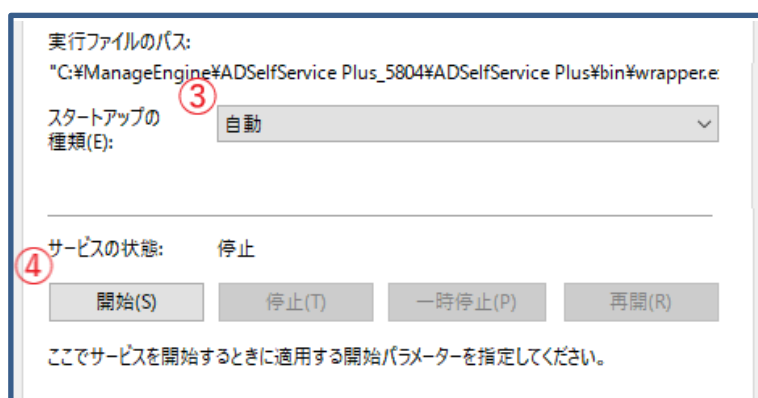 実行ファイルのパス:
"C:¥ManageEngine¥ADSelfService Plus_5804¥ADSelfService Plus¥bin¥wrapper.e
③
スタートアップの
種類(E):
自動
サービスの状態:
停止
④
開始(S)
停止(T)
一時停止(P)
再開(R)
ここでサービスを開始するときに適用する開始パラメーターを指定してください。